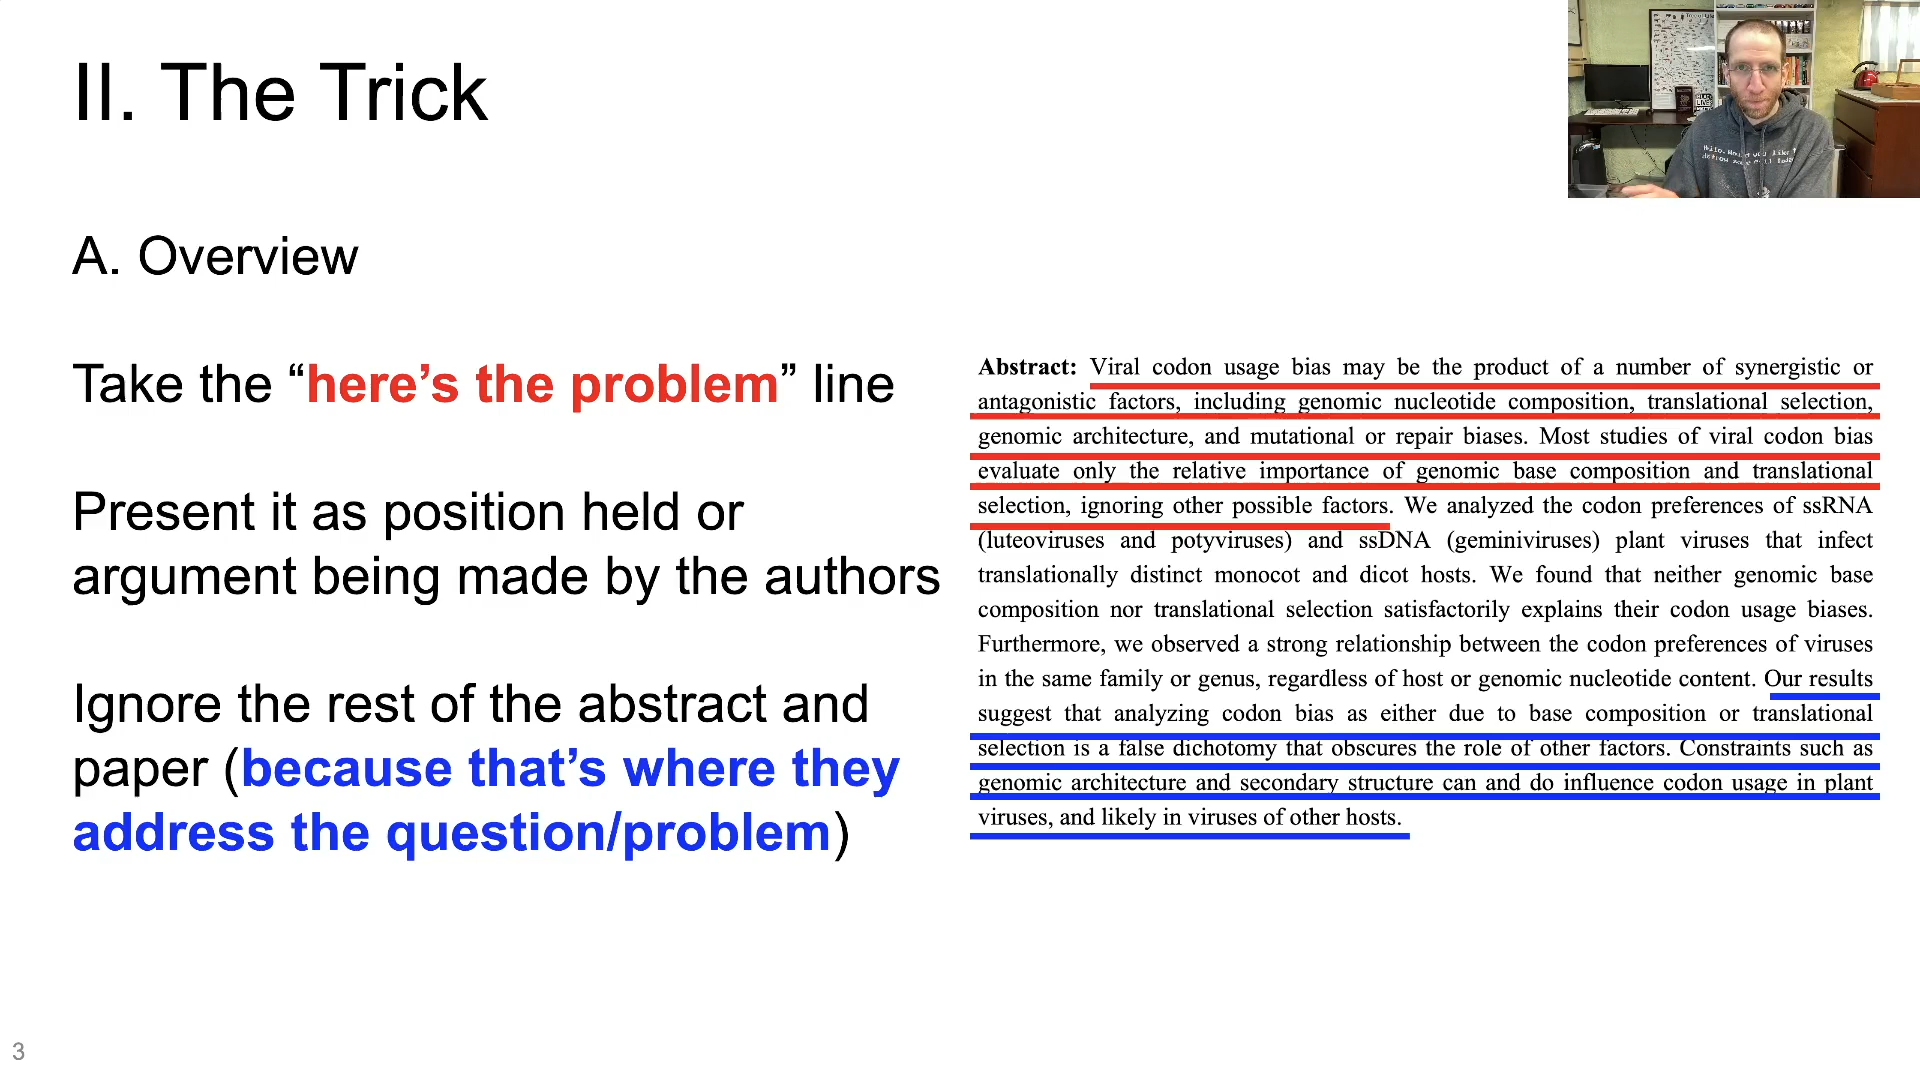 II. The Trick
A. Overview
Take the “here’s the problem” line
Present it as position held or
argument being made by the authors
Ignore the rest of the abstract and
paper (because that’s where they
address the question/problem)
Abstract: Viral codon usage bias may be the product of a number of synergistic or
antagonistic factors, including genomic nucleotide composition, translational selection,
genomic architecture, and mutational or repair biases. Most studies of viral codon bias
evaluate only the relative importance of genomic base composition and translational
selection, ignoring other possible factors. We analyzed the codon preferences of ssRNA
(luteoviruses and potyviruses) and ssDNA (geminiviruses) plant viruses that infect
translationally distinct monocot and dicot hosts. We found that neither genomic base
composition nor translational selection satisfactorily explains their codon usage biases.
Furthermore, we observed a strong relationship between the codon preferences of viruses
in the same family or genus, regardless of host or genomic nucleotide content. Our results
suggest that analyzing codon bias as either due to base composition or translational
selection is a false dichotomy that obscures the role of other factors. Constraints such as
genomic architecture and secondary structure can and do influence codon usage in plant
viruses, and likely in viruses of other hosts.
3